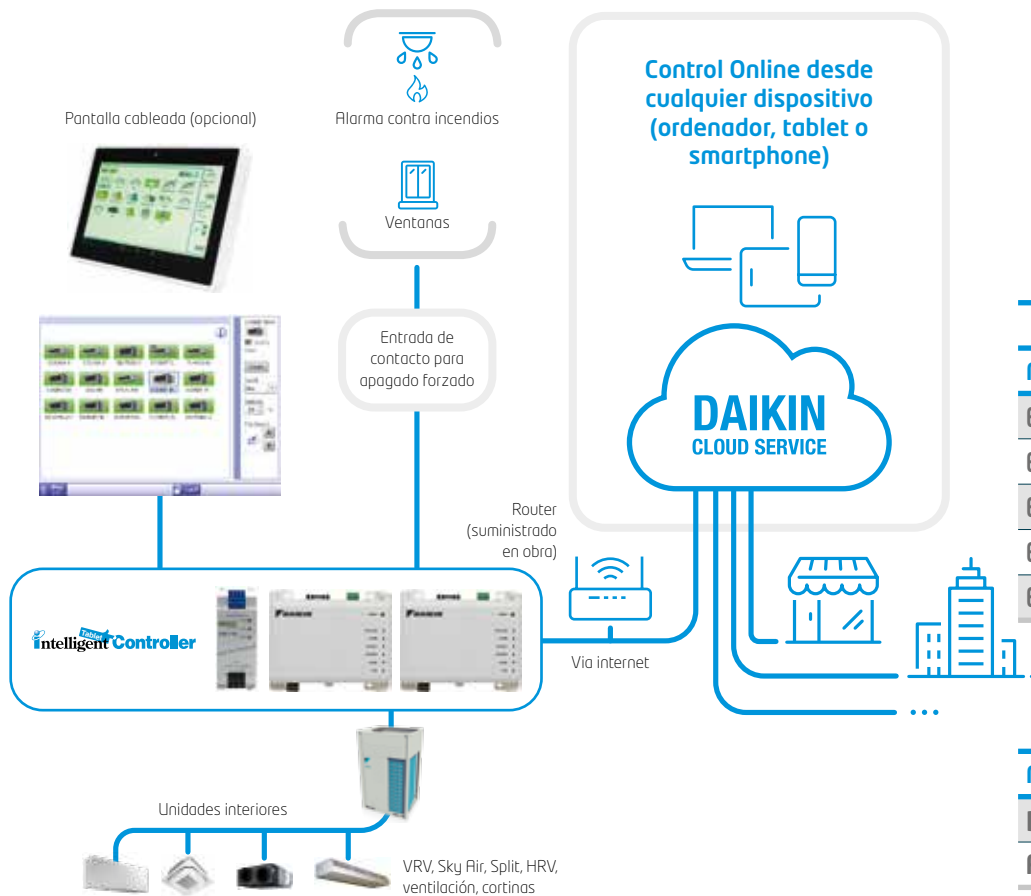 Pantalla cableada (opcional)
Alarma contra incendios
Ventanas
Entrada de
contacto para
apagado forzado
Control Online desde
cualquier dispositivo
(ordenador, tablet o
smartphone)
DAIKIN
CLOUD SERVICE
Router
(suministrado
en obra)
Via internet
intelligent Tablet Controller
DAIKIN
DAIKIN
...
Unidades interiores
VRV, Sky Air, Split, HRV,
ventilación, cortinas